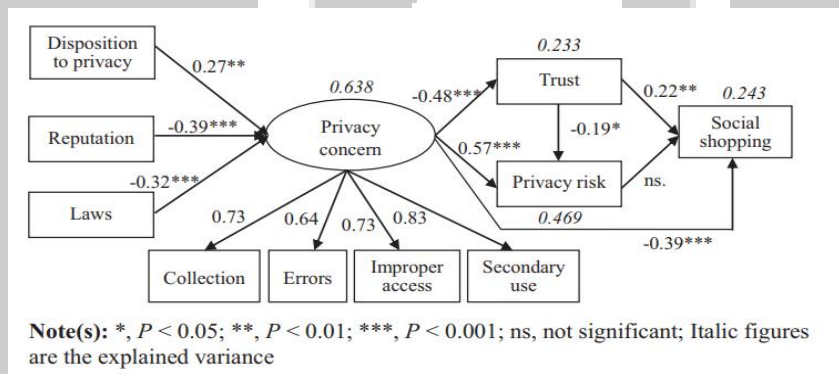 Disposition
to privacy
0.27**
Reputation
-0.39***
Laws
-0.32***
0.638
Privacy
concern
-0.48***
0.57***
0.233
Trust
-0.19*
Privacy risk
0.469
0.22**
ns.
0.243
Social
shopping
-0.39***
0.73
0.64
0.73
0.83
Collection
Errors
Improper
access
Secondary
use
Note(s): *, P < 0.05; **, P < 0.01; ***, P < 0.001; ns, not significant; Italic figures
are the explained variance